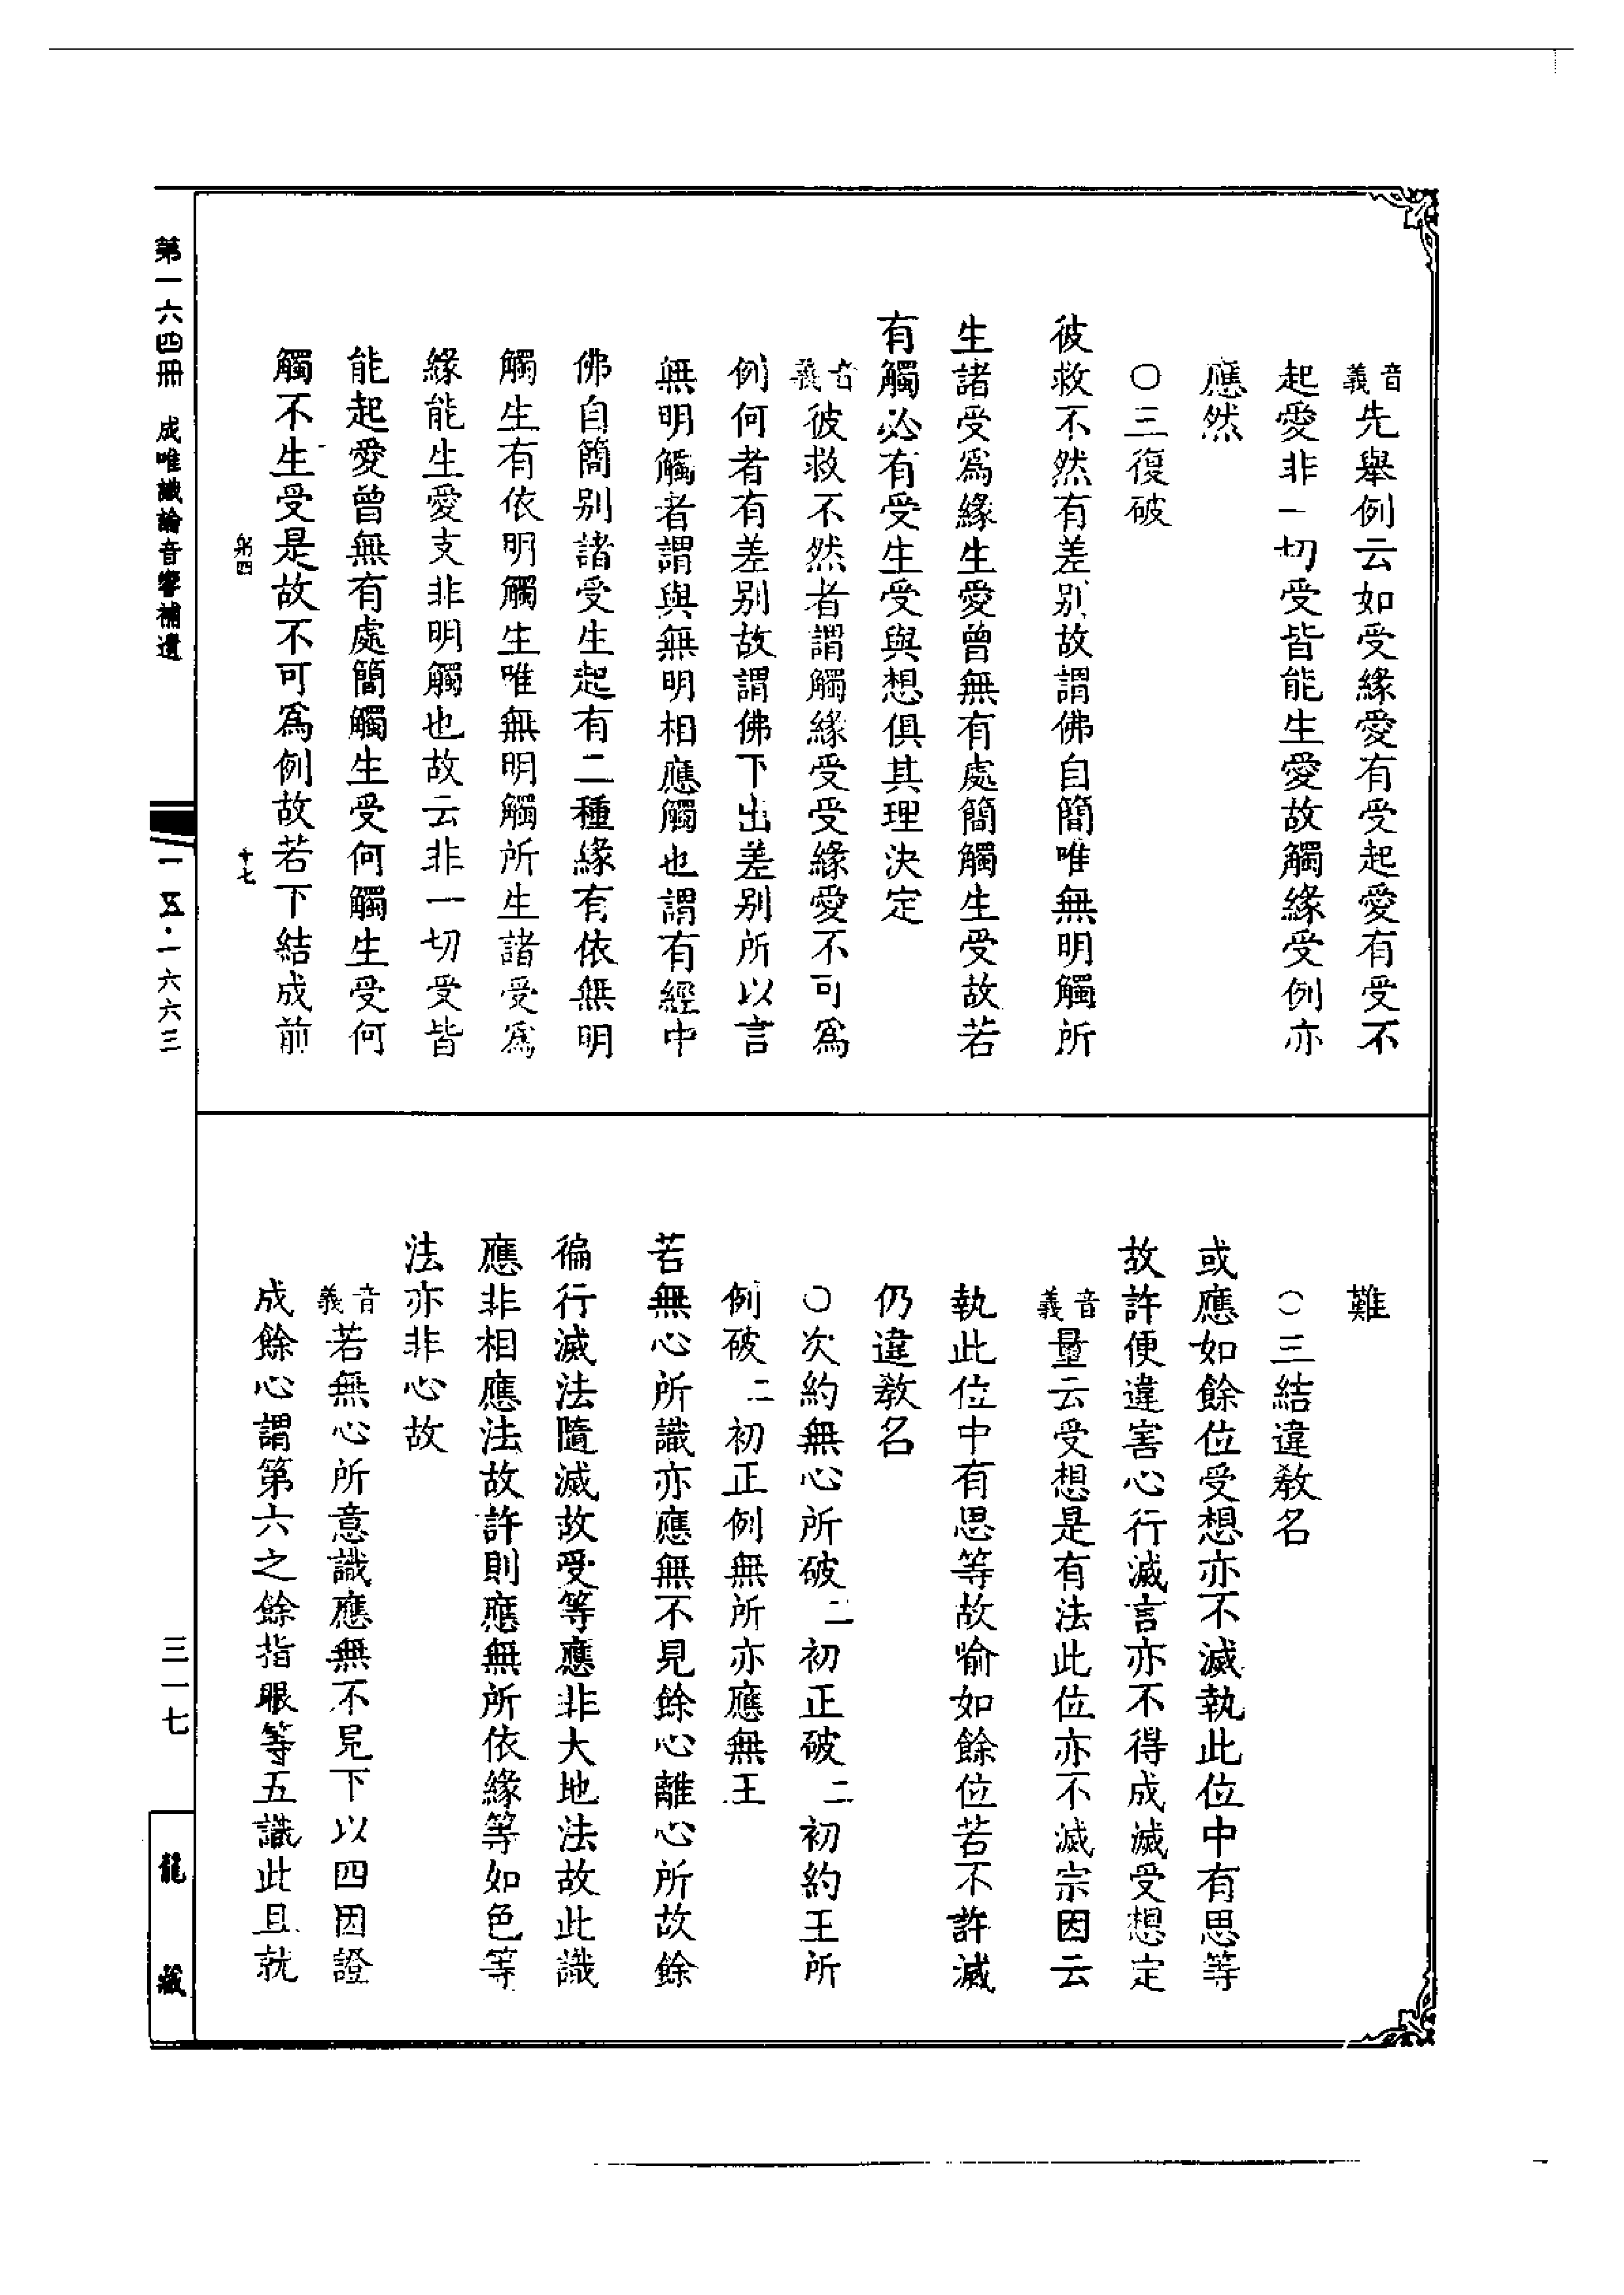 音義先舉例云如受緣愛有受起愛有受不
起愛非一切受皆能生愛故觸緣受例亦
應然
〇三復破
彼救不然有差別故謂佛自簡唯無明觸所
生諸受爲緣生愛曾無有處簡觸生受故若
有觸必有受生受與想俱其理決定
音義彼救不然者謂觸緣受受緣愛不可爲
例何者有差別故謂佛下出差別所以言
無明觸者謂與無明相應觸也謂有經中
佛自簡別諸受生起有二種緣有依無明
觸生有依明觸生唯無明觸所生諸受爲
緣能生愛支非明觸也故云非一切受皆
能起愛曾無有處簡觸生受何觸生受何
觸不生受是故不可爲例故若下結成前
難
〇三結違教名
或應如餘位受想亦不滅執此位中有思等
故許便違害心行滅言亦不得成滅受想定
音義量云受想是有法此位亦不滅宗因云
執此位中有思等故喻如餘位若不許滅
仍違教名
〇次約無心所破二初正破二初約王所
例破二初正例無所亦應無王
若無心所識亦應無不見餘心離心所故餘
徧行滅法隨滅故受等應非大地法故此識
應非相應法故許則應無所依緣等如色等
法亦非心故
音義若無心所意識應無不見下以四因證
成餘心謂第六之餘指眼等五識此且就
躬四
十七
第一六四冊 成唯識論音響補遺
一五·一六六三
三一七
龍藏